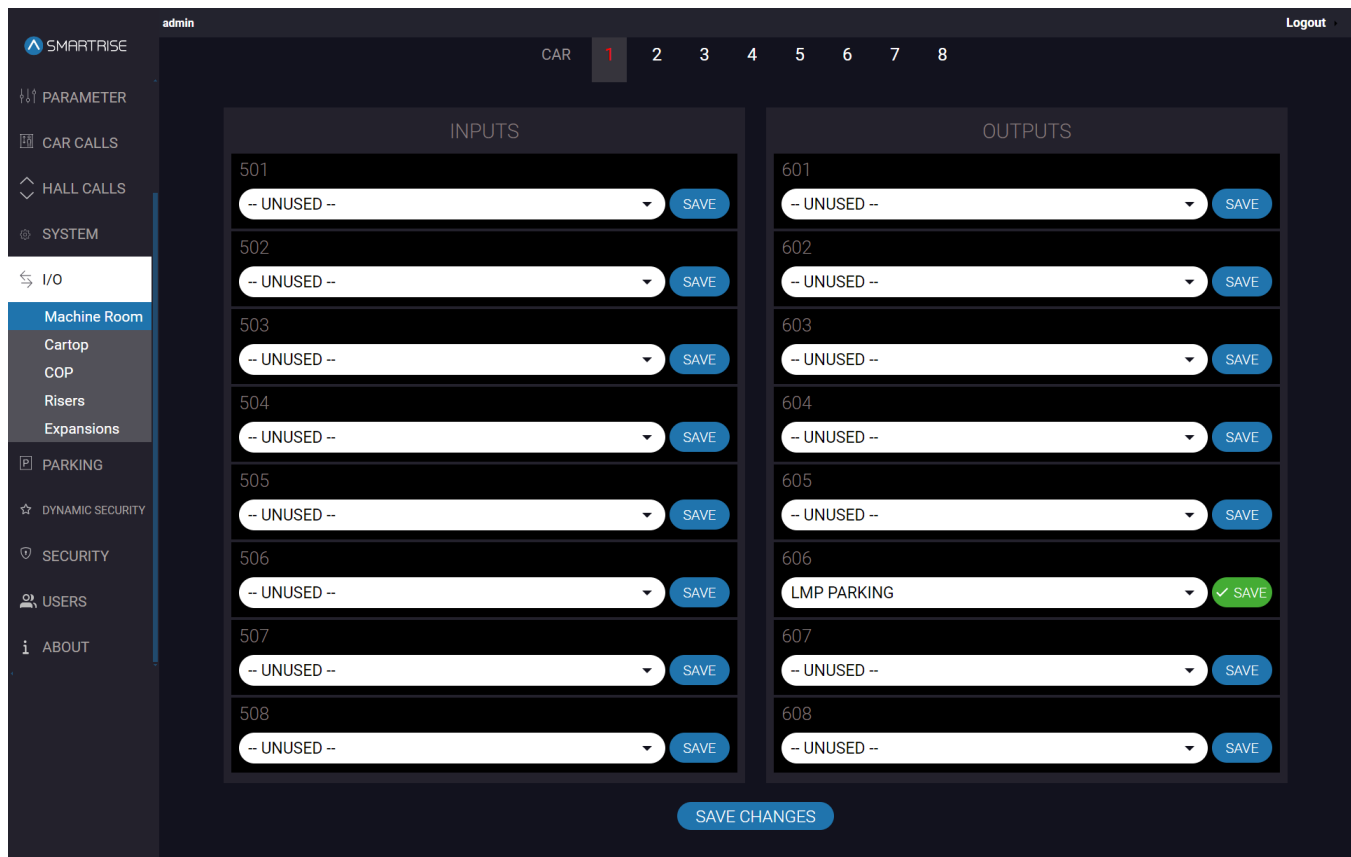 admin
Logout
SMARTRISE
CAR 1 2 3 4 5 6 7 8
PARAMETER
CAR CALLS
HALL CALLS
SYSTEM
I/O
Machine Room
Cartop
COP
Risers
Expansions
PARKING
DYNAMIC SECURITY
SECURITY
USERS
ABOUT
INPUTS
501
-- UNUSED -- SAVE
502
-- UNUSED -- SAVE
503
-- UNUSED -- SAVE
504
-- UNUSED -- SAVE
505
-- UNUSED -- SAVE
506
-- UNUSED -- SAVE
507
-- UNUSED -- SAVE
508
-- UNUSED -- SAVE
OUTPUTS
601
-- UNUSED -- SAVE
602
-- UNUSED -- SAVE
603
-- UNUSED -- SAVE
604
-- UNUSED -- SAVE
605
-- UNUSED -- SAVE
606
LMP PARKING SAVE
607
-- UNUSED -- SAVE
608
-- UNUSED -- SAVE
SAVE CHANGES